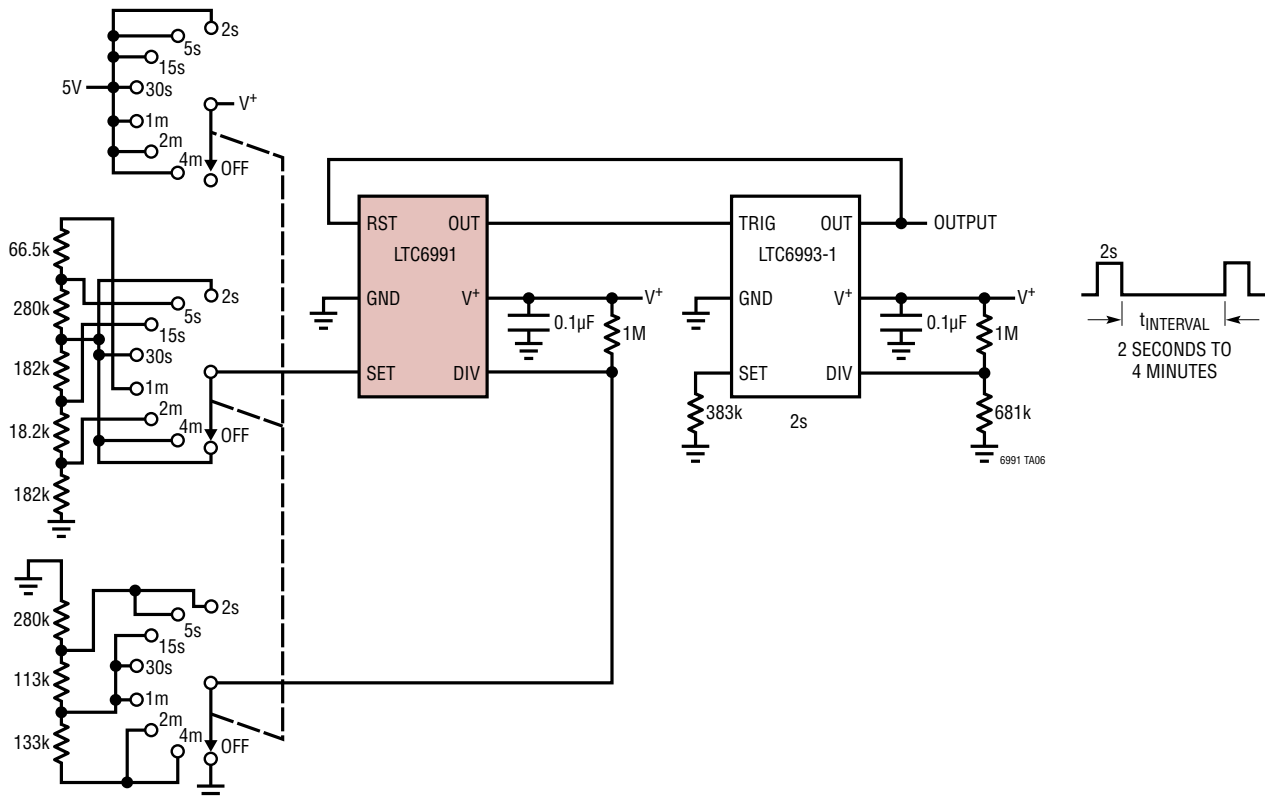 2s
5s
15s
5V
30s
V+
1m
2m
4m
OFF
66.5k
280k
182k
18.2k
182k
2s
5s
15s
30s
1m
2m
4m
OFF
280k
113k
133k
2s
5s
15s
30s
1m
2m
4m
OFF
RST OUT
LTC6991
GND V+
SET DIV
0.1µF
V+
1M
TRIG OUT
LTC6993-1
GND V+
SET DIV
OUTPUT
0.1µF
V+
1M
383k
2s
681k
6991 TA06
2s
tINTERVAL
2 SECONDS TO
4 MINUTES